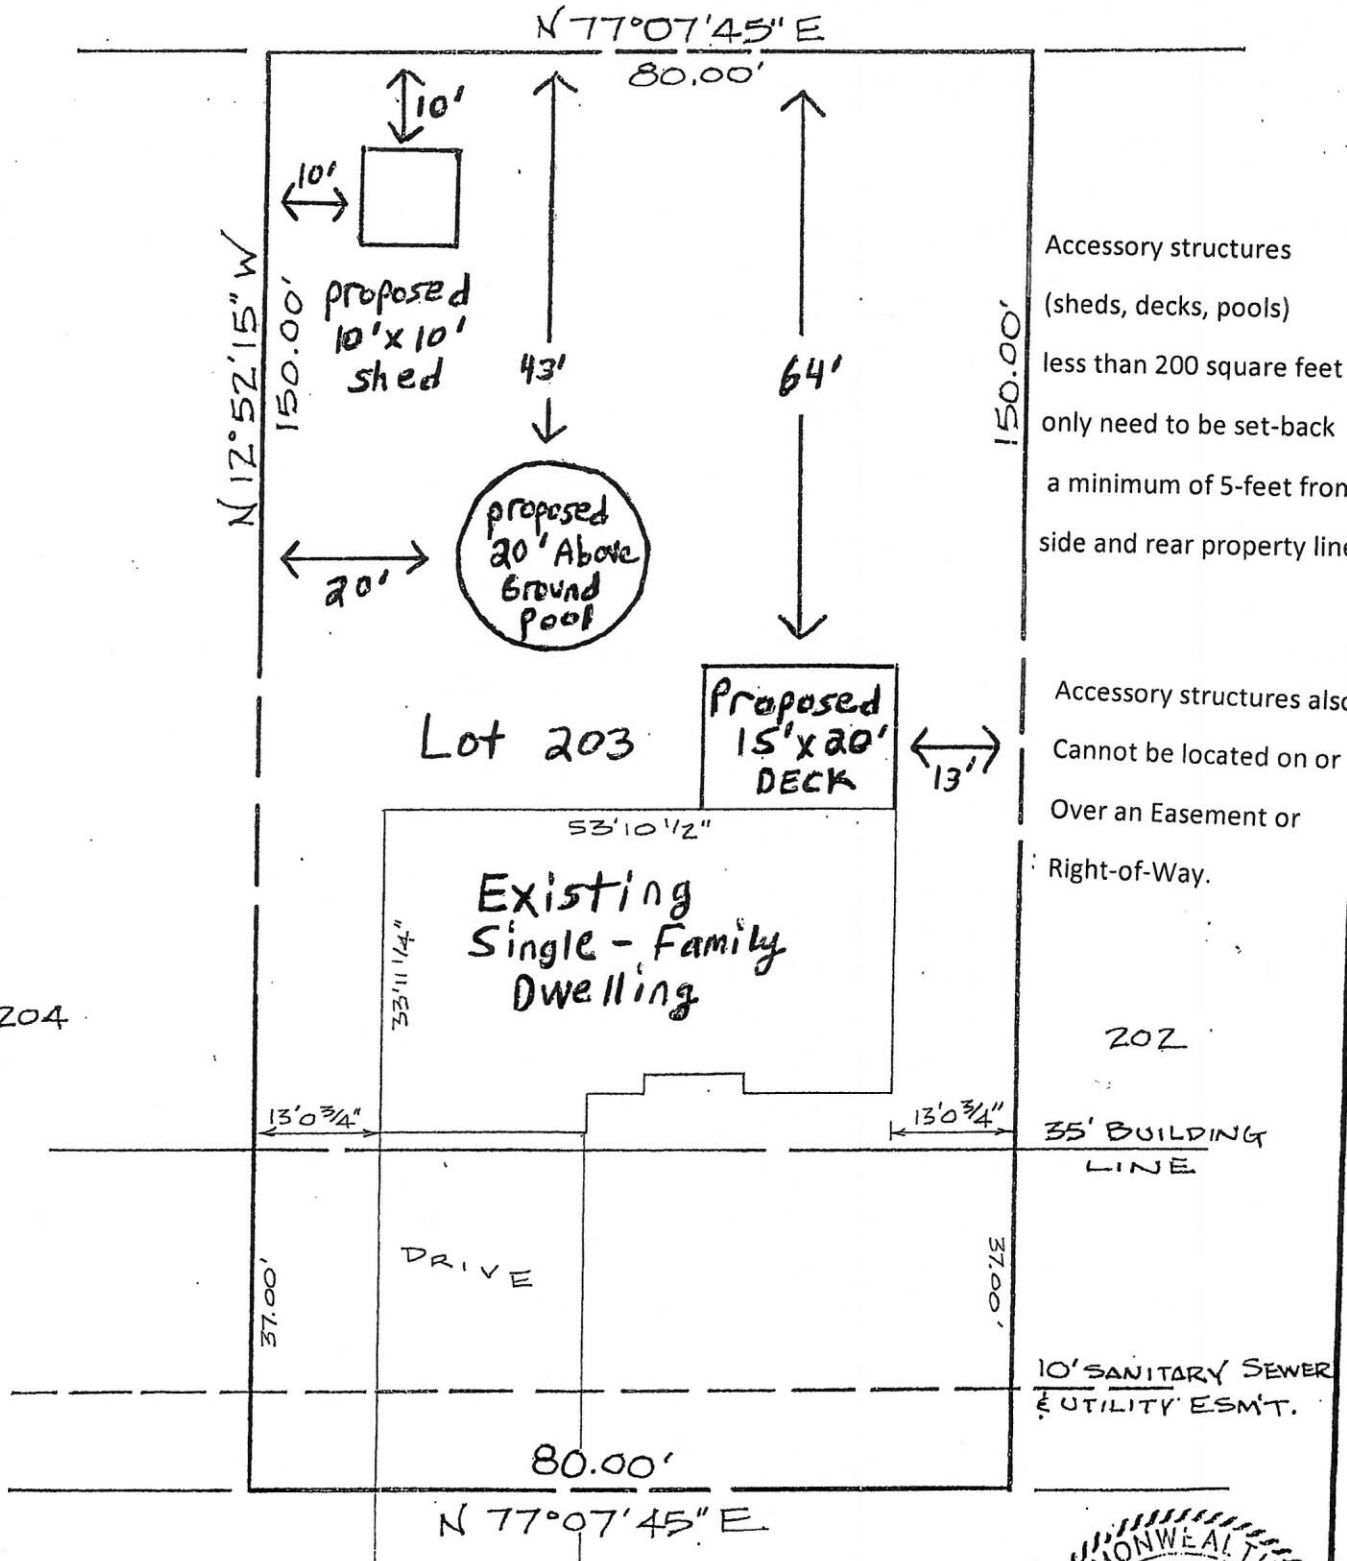 N 77°07'45" E
80.00'
10'
10'
proposed
10'x10'
shed
43'
64'
N 12°52'15" W
150.00'
150.00'
Accessory structures
(sheds, decks, pools)
less than 200 square feet
only need to be set-back
a minimum of 5-feet from
side and rear property line
proposed
20' Above
Ground
Pool
20'
Lot 203
Proposed
15'x20'
DECK
13'
Accessory structures also
Cannot be located on or
Over an Easement or
Right-of-Way.
53'10 1/2"
33'11 1/4"
Existing
Single - Family
Dwelling
204
202
13'0 3/4"
13'0 3/4"
35' BUILDING
LINE
DRIVE
37.00'
37.00'
10' SANITARY SEWER
& UTILITY ESM'T.
80.00'
N 77°07'45" E
ONWEALT